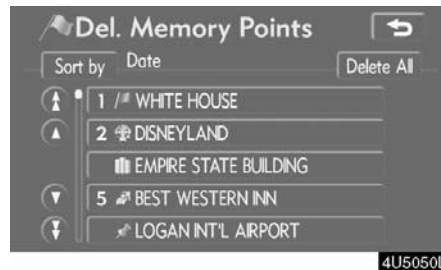 Del. Memory Points
Sort by Date Delete All
1 WHITE HOUSE
2 DISNEYLAND
EMPIRE STATE BUILDING
5 BEST WESTERN INN
LOGAN INT'L AIRPORT
4U5050